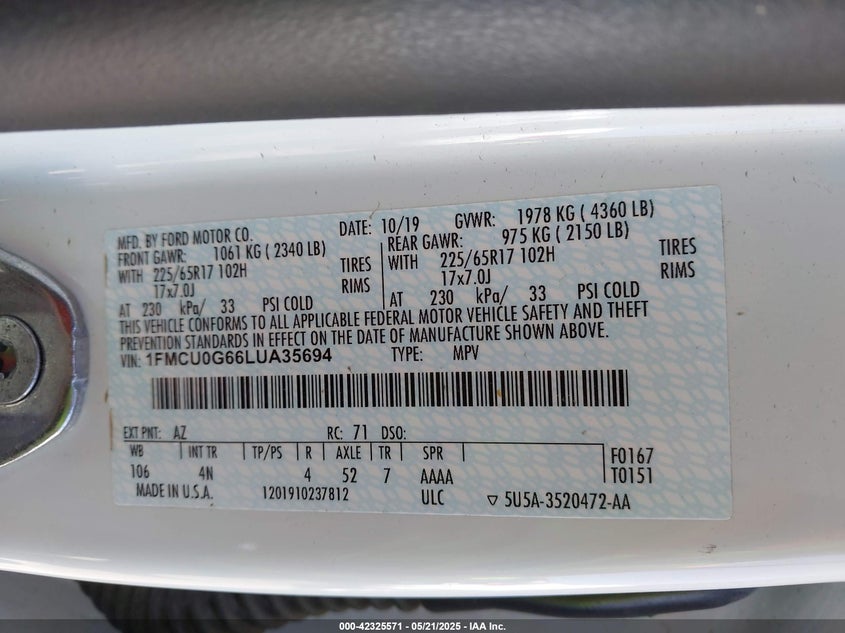 MFD. BY FORD MOTOR CO.
DATE: 10/19 GVWR: 1978 KG ( 4360 LB)
FRONT GAWR: 1061 KG ( 2340 LB)
WITH 225/65R17 102H TIRES
17x7.0J RIMS
AT 230 kPa/ 33 PSI COLD
REAR GAWR: 975 KG ( 2150 LB)
WITH 225/65R17 102H TIRES
17x7.0J RIMS
AT 230 kPa/ 33 PSI COLD
THIS VEHICLE CONFORMS TO ALL APPLICABLE FEDERAL MOTOR VEHICLE SAFETY AND THEFT
PREVENTION STANDARDS IN EFFECT ON THE DATE OF MANUFACTURE SHOWN ABOVE.
VIN: 1FMCU0G66LUA35694 TYPE: MPV
EXT PNT: AZ RC: 71 DSO:
WB INT TR TP/PS R AXLE TR SPR F0167
106 4N 4 52 7 AAAA T0151
MADE IN U.S.A. 1201910237812 ULC ▽ 5U5A-3520472-AA
000-42325571 - 05/21/2025 - IAA Inc.